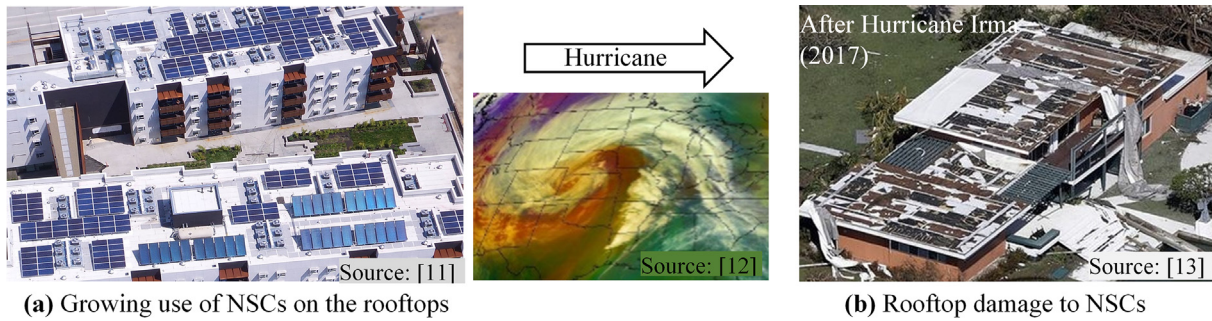 Hurricane
After Hurricane Irma
(2017)
Source: [11]
Source: [12]
Source: [13]
(a) Growing use of NSCs on the rooftops
(b) Rooftop damage to NSCs